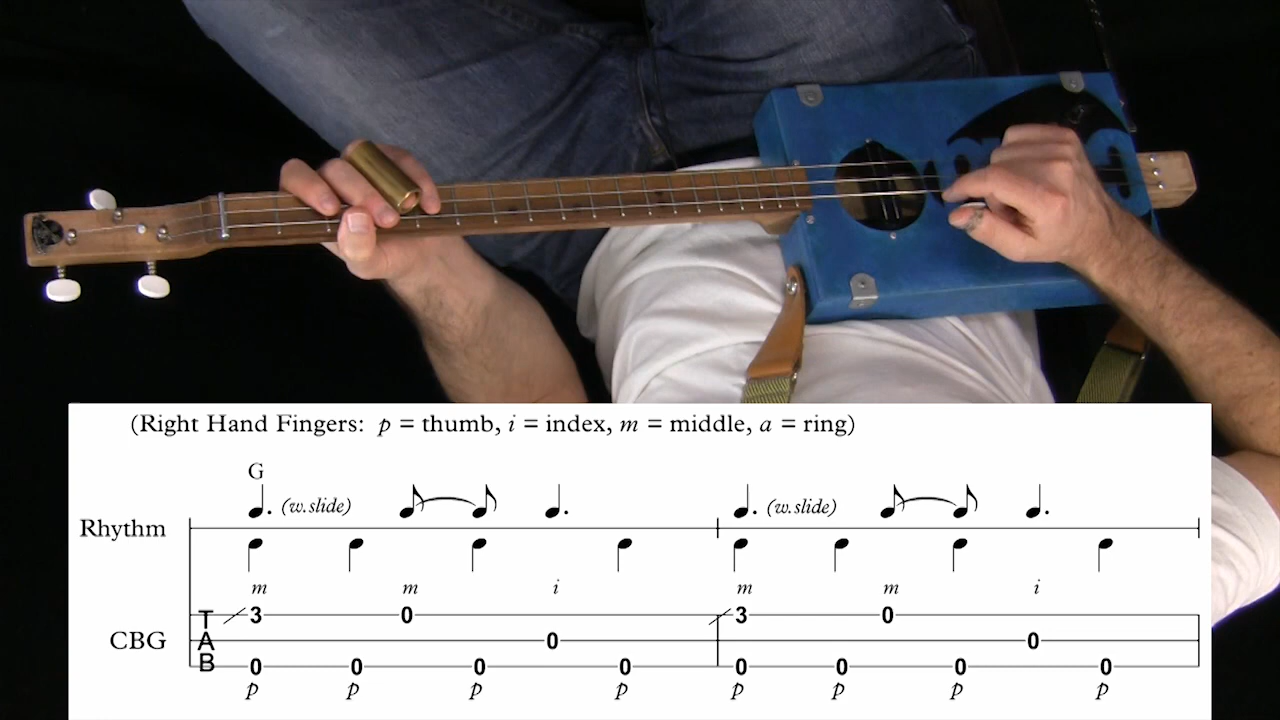 (Right Hand Fingers: p = thumb, i = index, m = middle, a = ring)
G
(w.slide) (w.slide)
Rhythm
m m i m m i
T 3 0 3 0
CBG A 0 0
B 0 0 0 0 0 0 0 0
p p p p p p p p